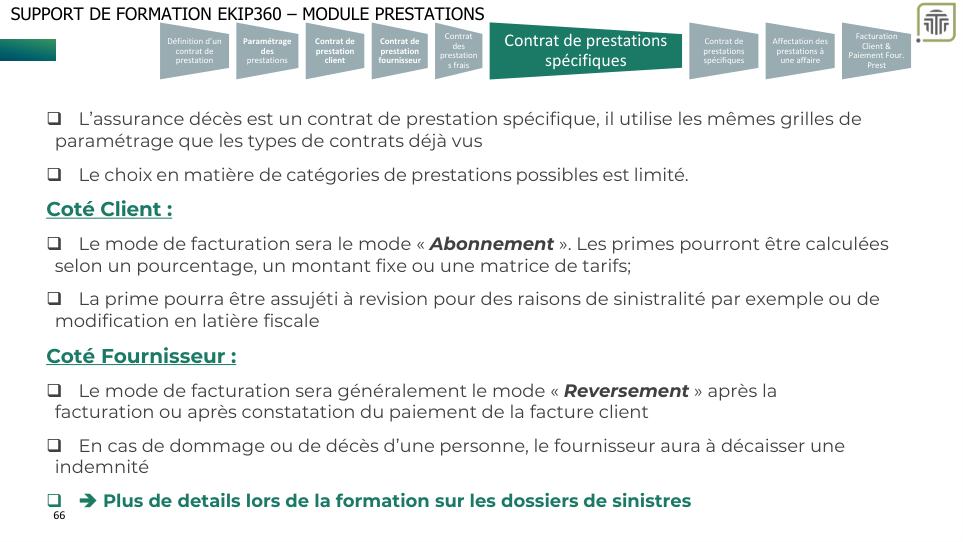 SUPPORT DE FORMATION EKIP360 – MODULE PRESTATIONS
Définition d'un
contrat de
prestation
Paramétrage
des
prestations
Contrat de
prestation
client
Contrat de
prestation
fournisseur
Contrat
des
prestation
s frais
Contrat de prestations
spécifiques
Contrat de
prestations
spécifiques
Affectation des
prestations à
une affaire
Facturation
Client &
Paiement Four.
Prest
❑ L'assurance décès est un contrat de prestation spécifique, il utilise les mêmes grilles de
paramétrage que les types de contrats déjà vus
❑ Le choix en matière de catégories de prestations possibles est limité.
Coté Client :
❑ Le mode de facturation sera le mode « Abonnement ». Les primes pourront être calculées
selon un pourcentage, un montant fixe ou une matrice de tarifs;
❑ La prime pourra être assujéti à revision pour des raisons de sinistralité par exemple ou de
modification en latière fiscale
Coté Fournisseur :
❑ Le mode de facturation sera généralement le mode « Reversement » après la
facturation ou après constatation du paiement de la facture client
❑ En cas de dommage ou de décès d'une personne, le fournisseur aura à décaisser une
indemnité
❑ ➔ Plus de details lors de la formation sur les dossiers de sinistres
66